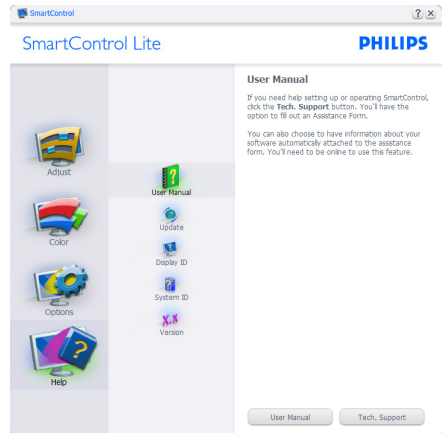 SmartControl
SmartControl Lite
PHILIPS
Adjust
Color
Options
Help
User Manual
Update
Display ID
System ID
X.X
Version
User Manual
If you need help setting up or operating SmartControl,
click the Tech. Support button. You'll have the
option to fill out an Assistance Form.
You can also choose to have information about your
software automatically attached to the assistance
form. You'll need to be online to use this feature.
User Manual
Tech. Support